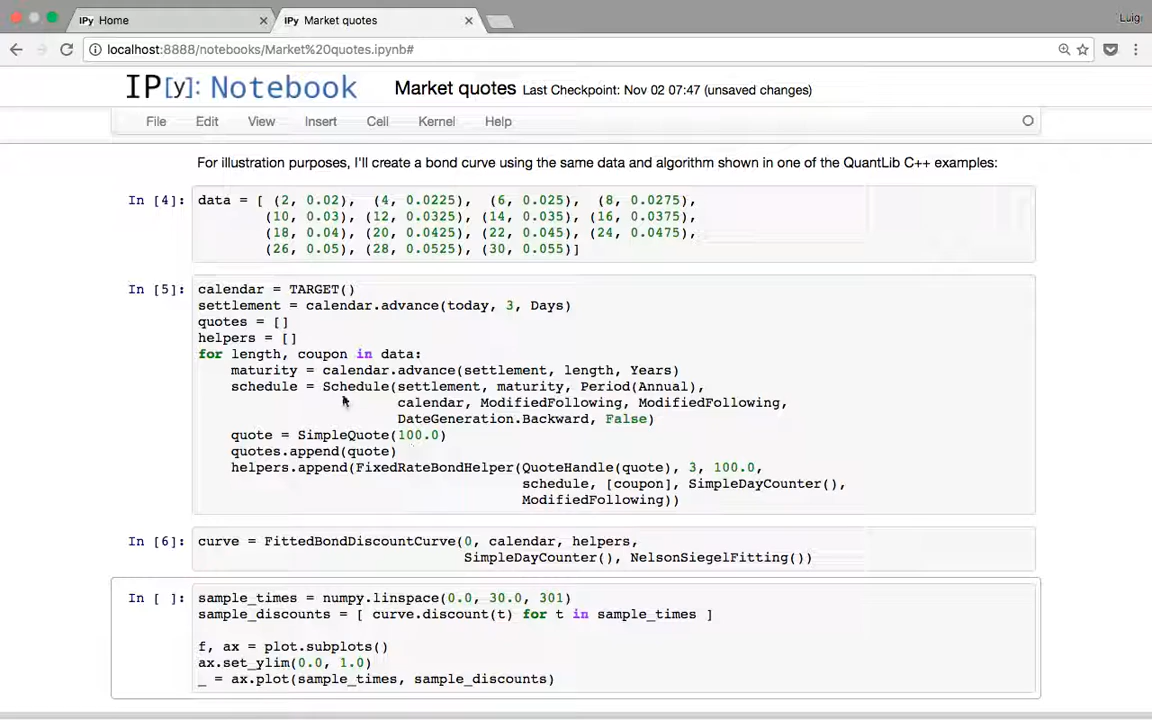 IPy Home
IPy Market quotes
Luigi
localhost:8888/notebooks/Market%20quotes.ipynb#
IP[y]: Notebook
Market quotes Last Checkpoint: Nov 02 07:47 (unsaved changes)
File Edit View Insert Cell Kernel Help
For illustration purposes, I'll create a bond curve using the same data and algorithm shown in one of the QuantLib C++ examples:
In [4]: data = [ (2, 0.02), (4, 0.0225), (6, 0.025), (8, 0.0275),
(10, 0.03), (12, 0.0325), (14, 0.035), (16, 0.0375),
(18, 0.04), (20, 0.0425), (22, 0.045), (24, 0.0475),
(26, 0.05), (28, 0.0525), (30, 0.055)]
In [5]: calendar = TARGET()
settlement = calendar.advance(today, 3, Days)
quotes = []
helpers = []
for length, coupon in data:
maturity = calendar.advance(settlement, length, Years)
schedule = Schedule(settlement, maturity, Period(Annual),
calendar, ModifiedFollowing, ModifiedFollowing,
DateGeneration.Backward, False)
quote = SimpleQuote(100.0)
quotes.append(quote)
helpers.append(FixedRateBondHelper(QuoteHandle(quote), 3, 100.0,
schedule, [coupon], SimpleDayCounter(),
ModifiedFollowing))
In [6]: curve = FittedBondDiscountCurve(0, calendar, helpers,
SimpleDayCounter(), NelsonSiegelFitting())
In [ ]: sample_times = numpy.linspace(0.0, 30.0, 301)
sample_discounts = [ curve.discount(t) for t in sample_times ]
f, ax = plot.subplots()
ax.set_ylim(0.0, 1.0)
_ = ax.plot(sample_times, sample_discounts)